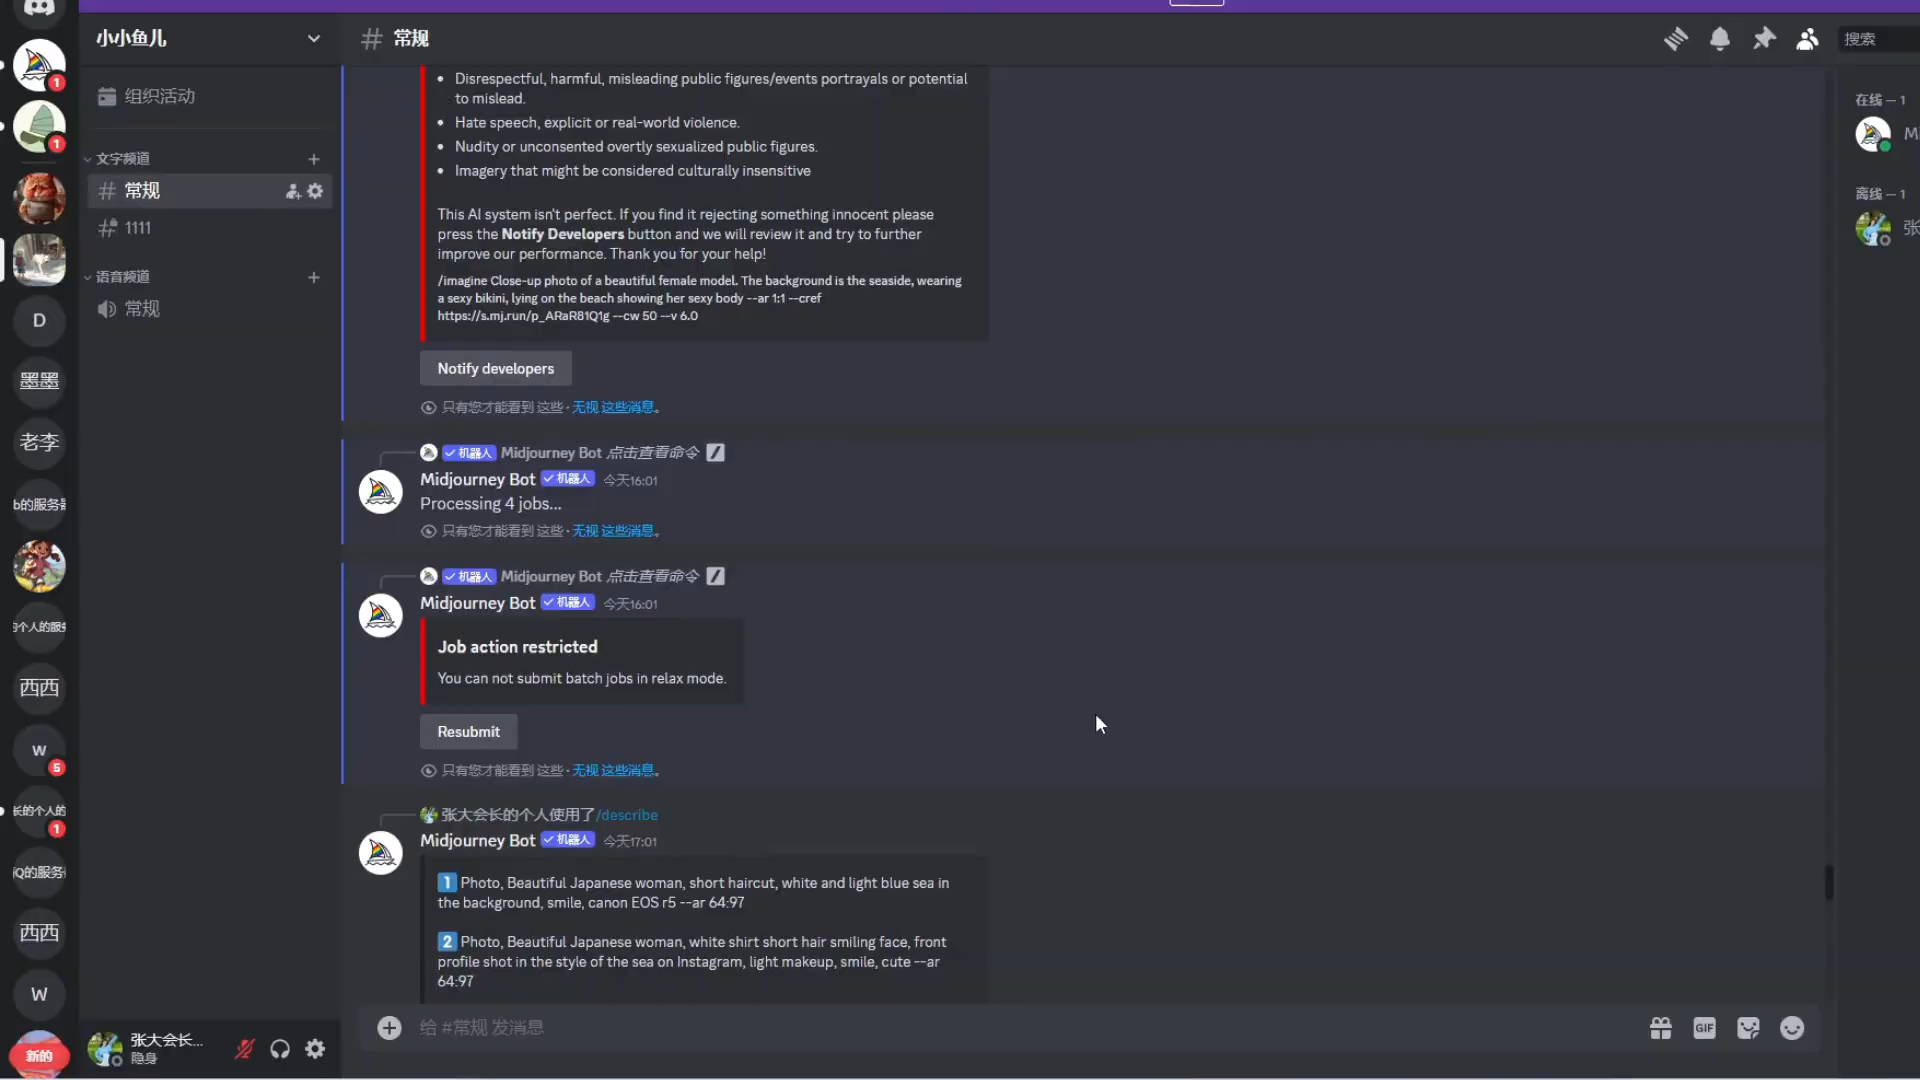 小小鱼儿
常规
搜索
组织活动
文字频道
常规
1111
语音频道
常规
1
1
D
墨墨
老李
b的服务器
的个人的服务
西西
W
5
长的个人的
1
Q的服务
西西
W
新的
张大会长...
隐身
• Disrespectful, harmful, misleading public figures/events portrayals or potential
to mislead.
• Hate speech, explicit or real-world violence.
• Nudity or unconsented overtly sexualized public figures.
• Imagery that might be considered culturally insensitive
This AI system isn't perfect. If you find it rejecting something innocent please
press the Notify Developers button and we will review it and try to further
improve our performance. Thank you for your help!
/imagine Close-up photo of a beautiful female model. The background is the seaside, wearing
a sexy bikini, lying on the beach showing her sexy body --ar 1:1 --cref
https://s.mj.run/p_ARaR81Q1g --cw 50 --v 6.0
Notify developers
只有您才能看到 这些 · 无视 这些消息。
机器人 Midjourney Bot 点击查看命令
Midjourney Bot 机器人 今天16:01
Processing 4 jobs...
只有您才能看到 这些 · 无视 这些消息。
机器人 Midjourney Bot 点击查看命令
Midjourney Bot 机器人 今天16:01
Job action restricted
You can not submit batch jobs in relax mode.
Resubmit
只有您才能看到 这些 · 无视 这些消息。
张大会长的个人使用了/describe
Midjourney Bot 机器人 今天17:01
1 Photo, Beautiful Japanese woman, short haircut, white and light blue sea in
the background, smile, canon EOS r5 --ar 64:97
2 Photo, Beautiful Japanese woman, white shirt short hair smiling face, front
profile shot in the style of the sea on Instagram, light makeup, smile, cute --ar
64:97
给 #常规 发消息
GIF
在线 — 1
Mi
离线 — 1
张